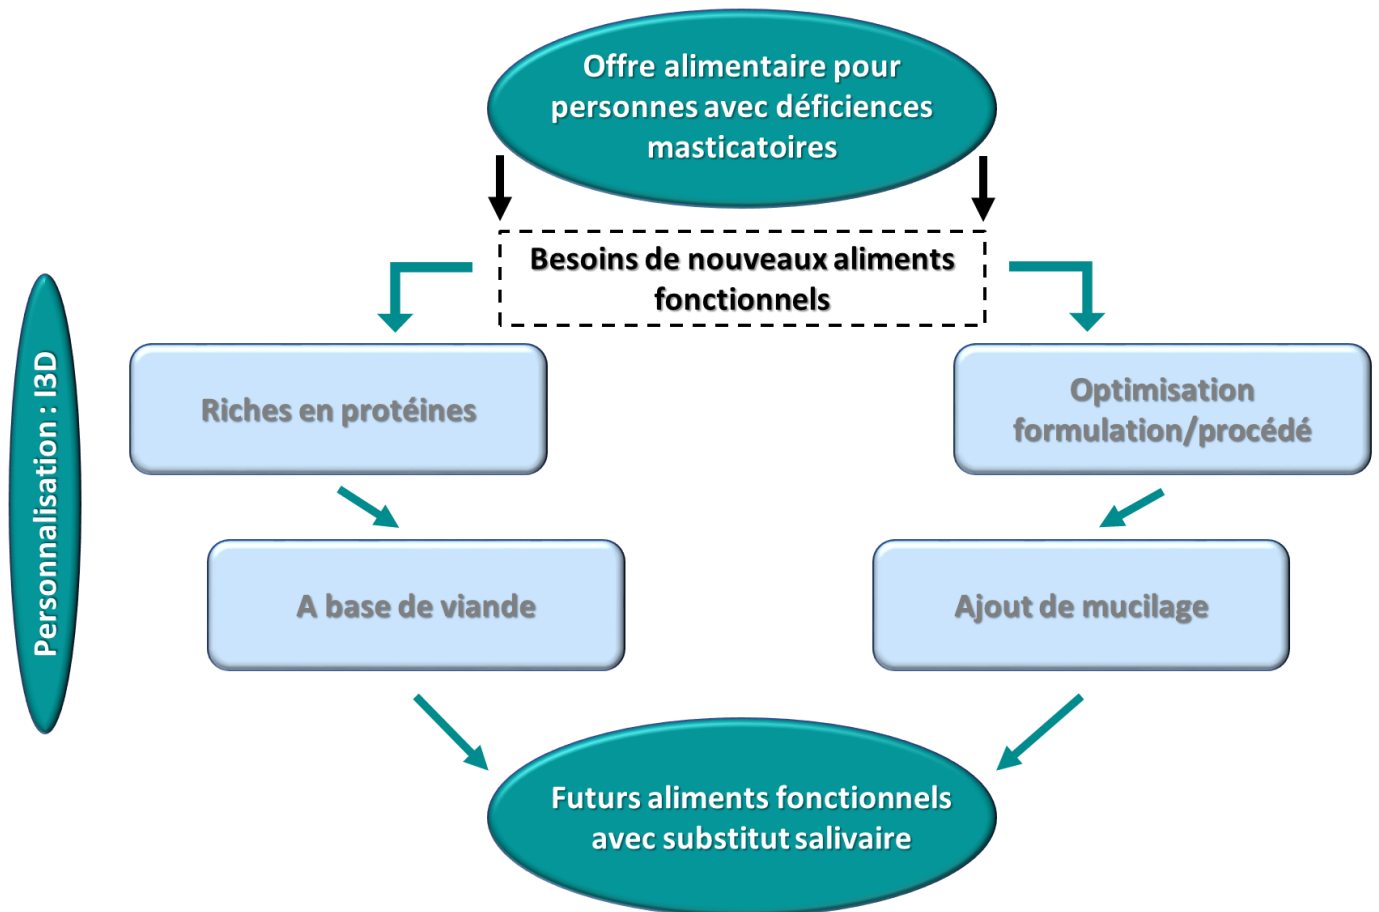 Offre alimentaire pour
personnes avec déficiences
masticatoires
Besoins de nouveaux aliments
fonctionnels
Personnalisation : I3D
Riches en protéines
Optimisation
formulation/procédé
A base de viande
Ajout de mucilage
Futurs aliments fonctionnels
avec substitut salivaire